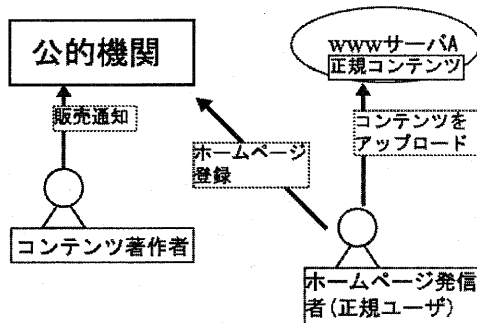 公的機関
wwwサーバA
正規コンテンツ
販売通知
コンテンツを
アップロード
ホームページ
登録
コンテンツ著作者
ホームページ発信
者(正規ユーザ)